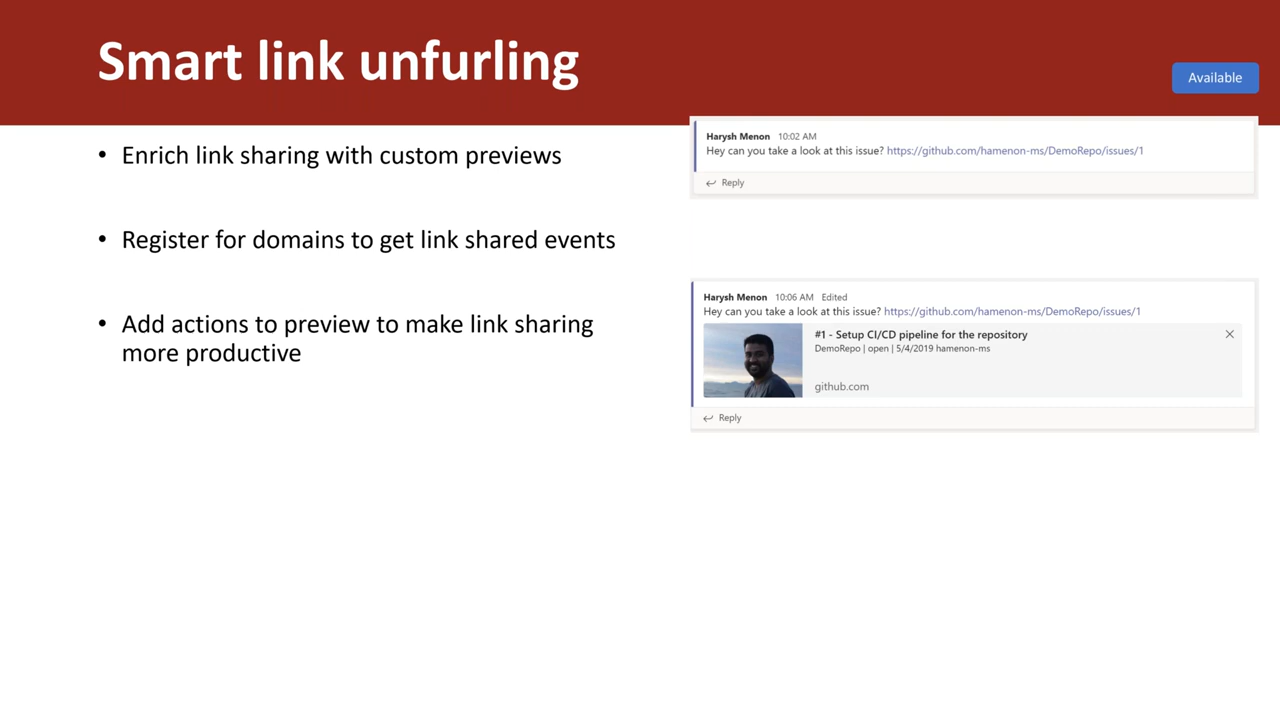 Smart link unfurling
Available
• Enrich link sharing with custom previews
• Register for domains to get link shared events
• Add actions to preview to make link sharing
more productive
Harysh Menon 10:02 AM
Hey can you take a look at this issue? https://github.com/hamenon-ms/DemoRepo/issues/1
Reply
Harysh Menon 10:06 AM Edited
Hey can you take a look at this issue? https://github.com/hamenon-ms/DemoRepo/issues/1
#1 - Setup CI/CD pipeline for the repository
DemoRepo | open | 5/4/2019 hamenon-ms
github.com
Reply